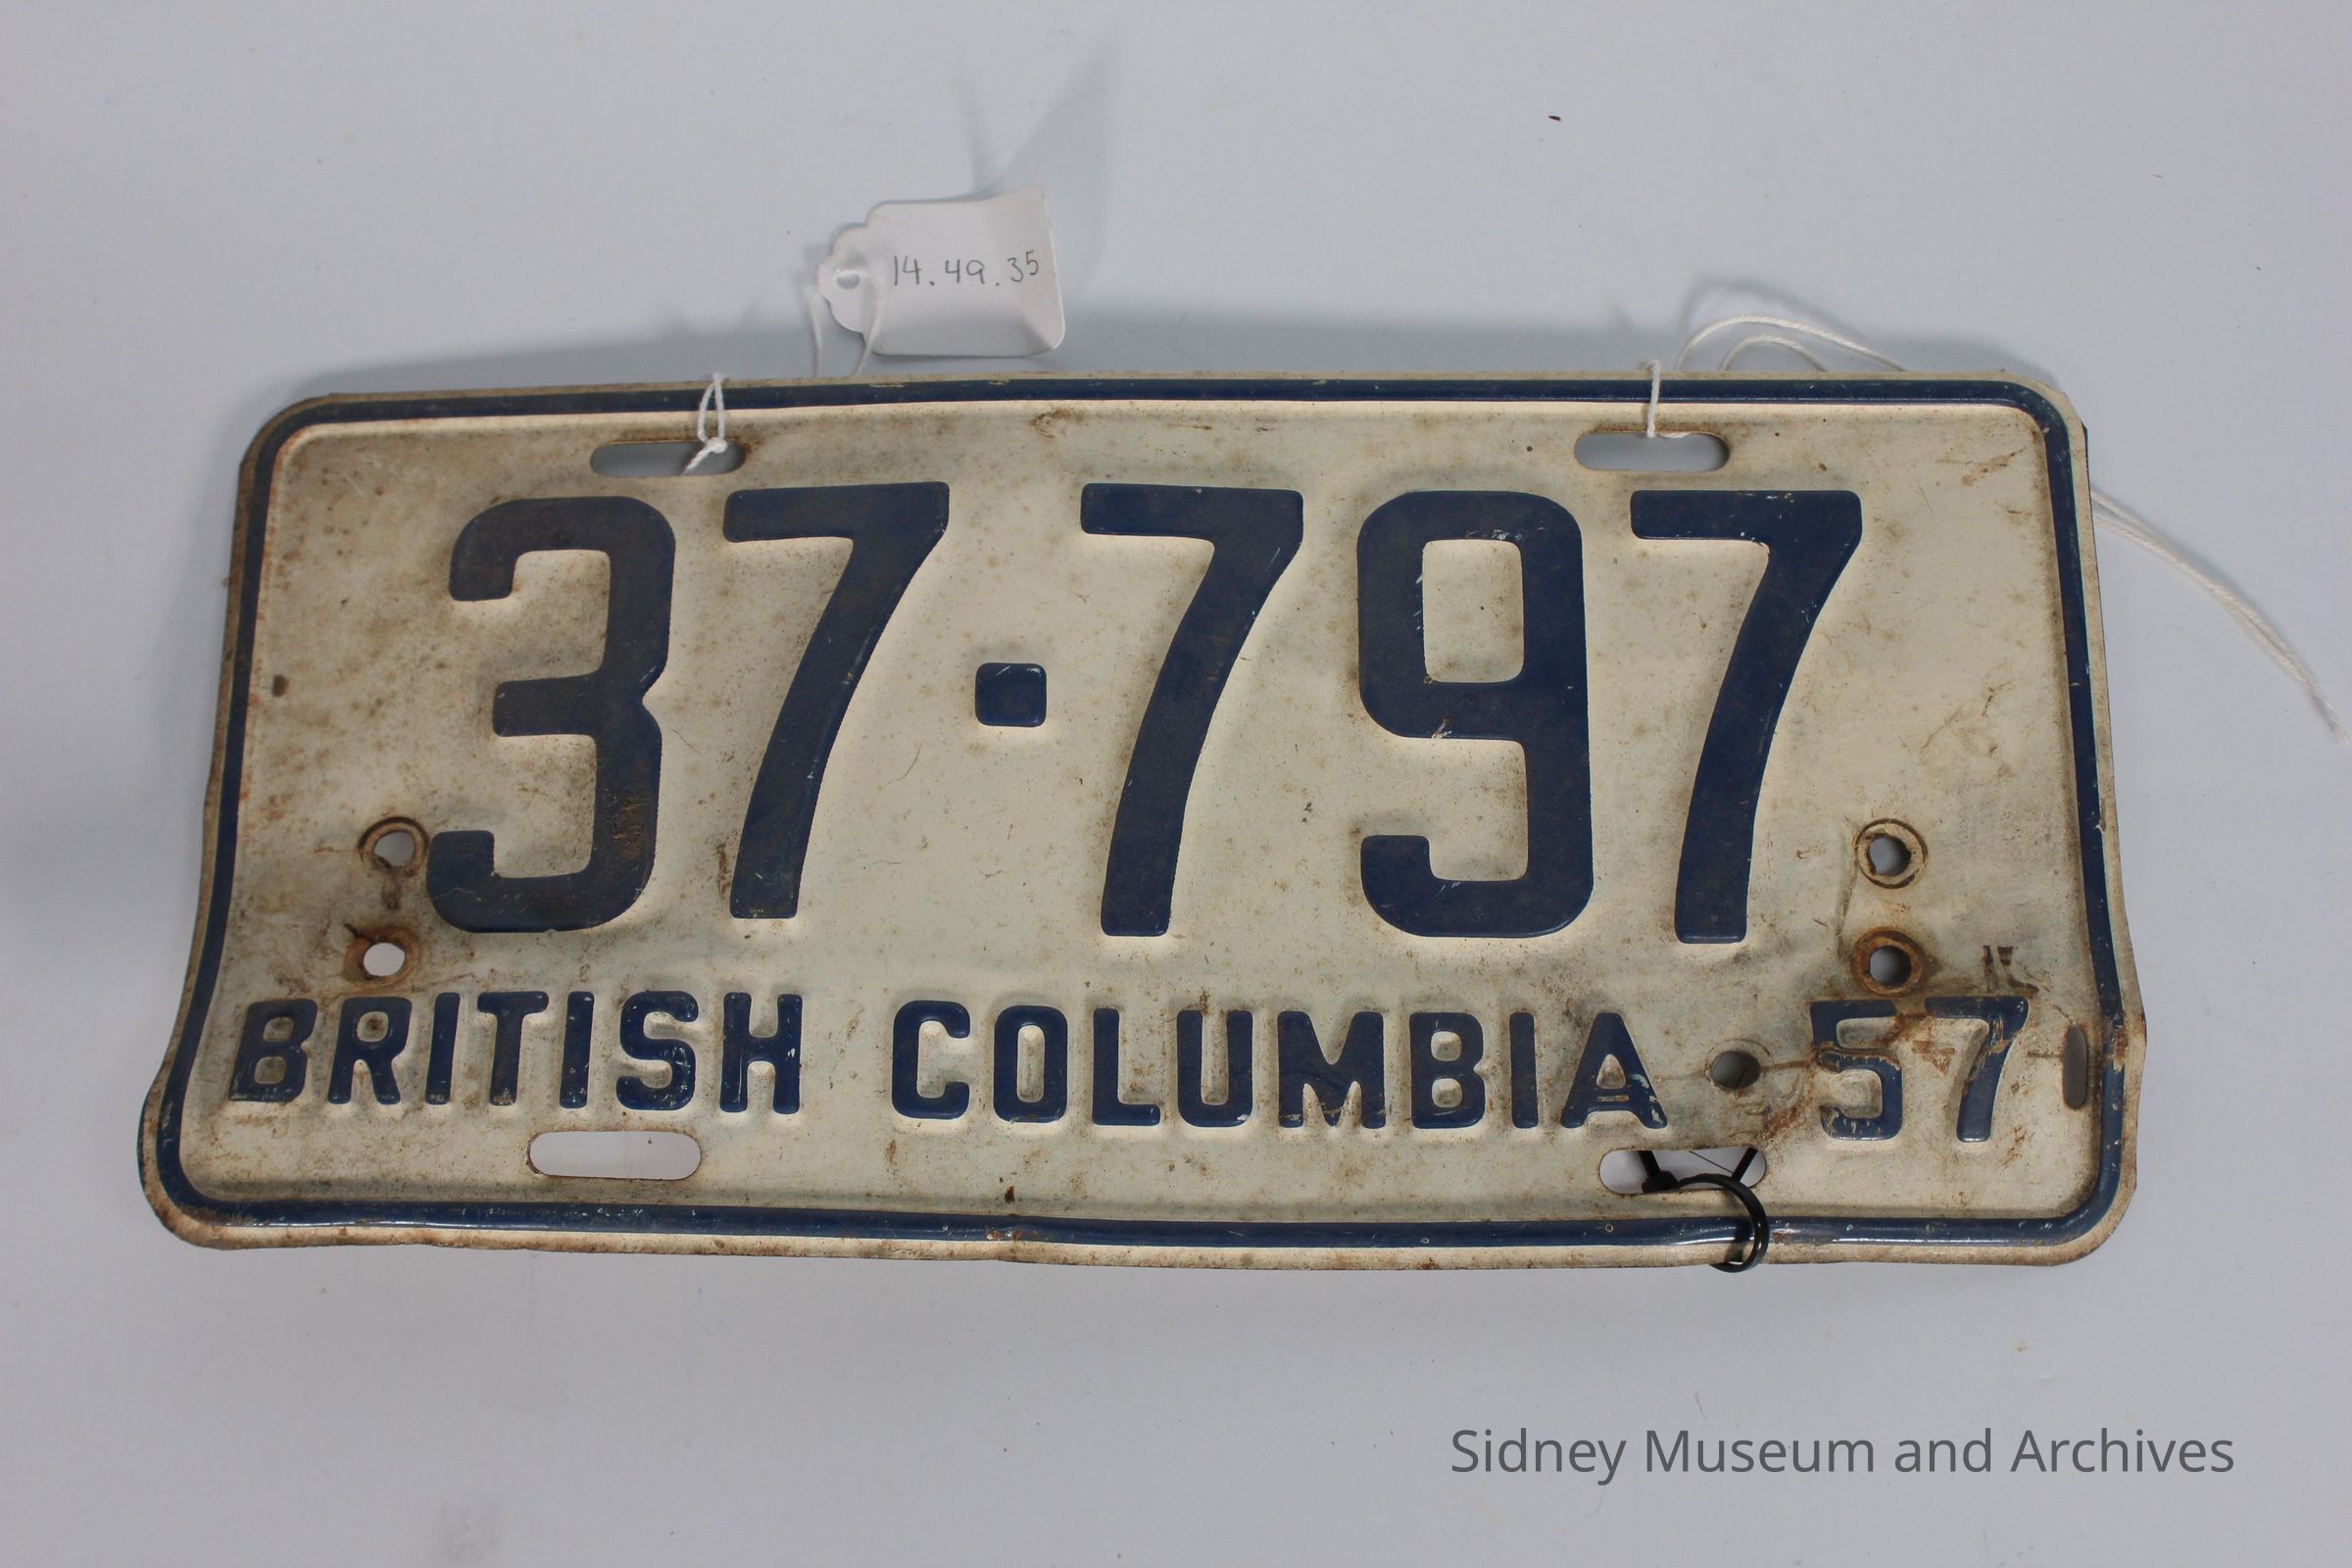 14.49.35
37·797
BRITISH COLUMBIA 57
Sidney Museum and Archives